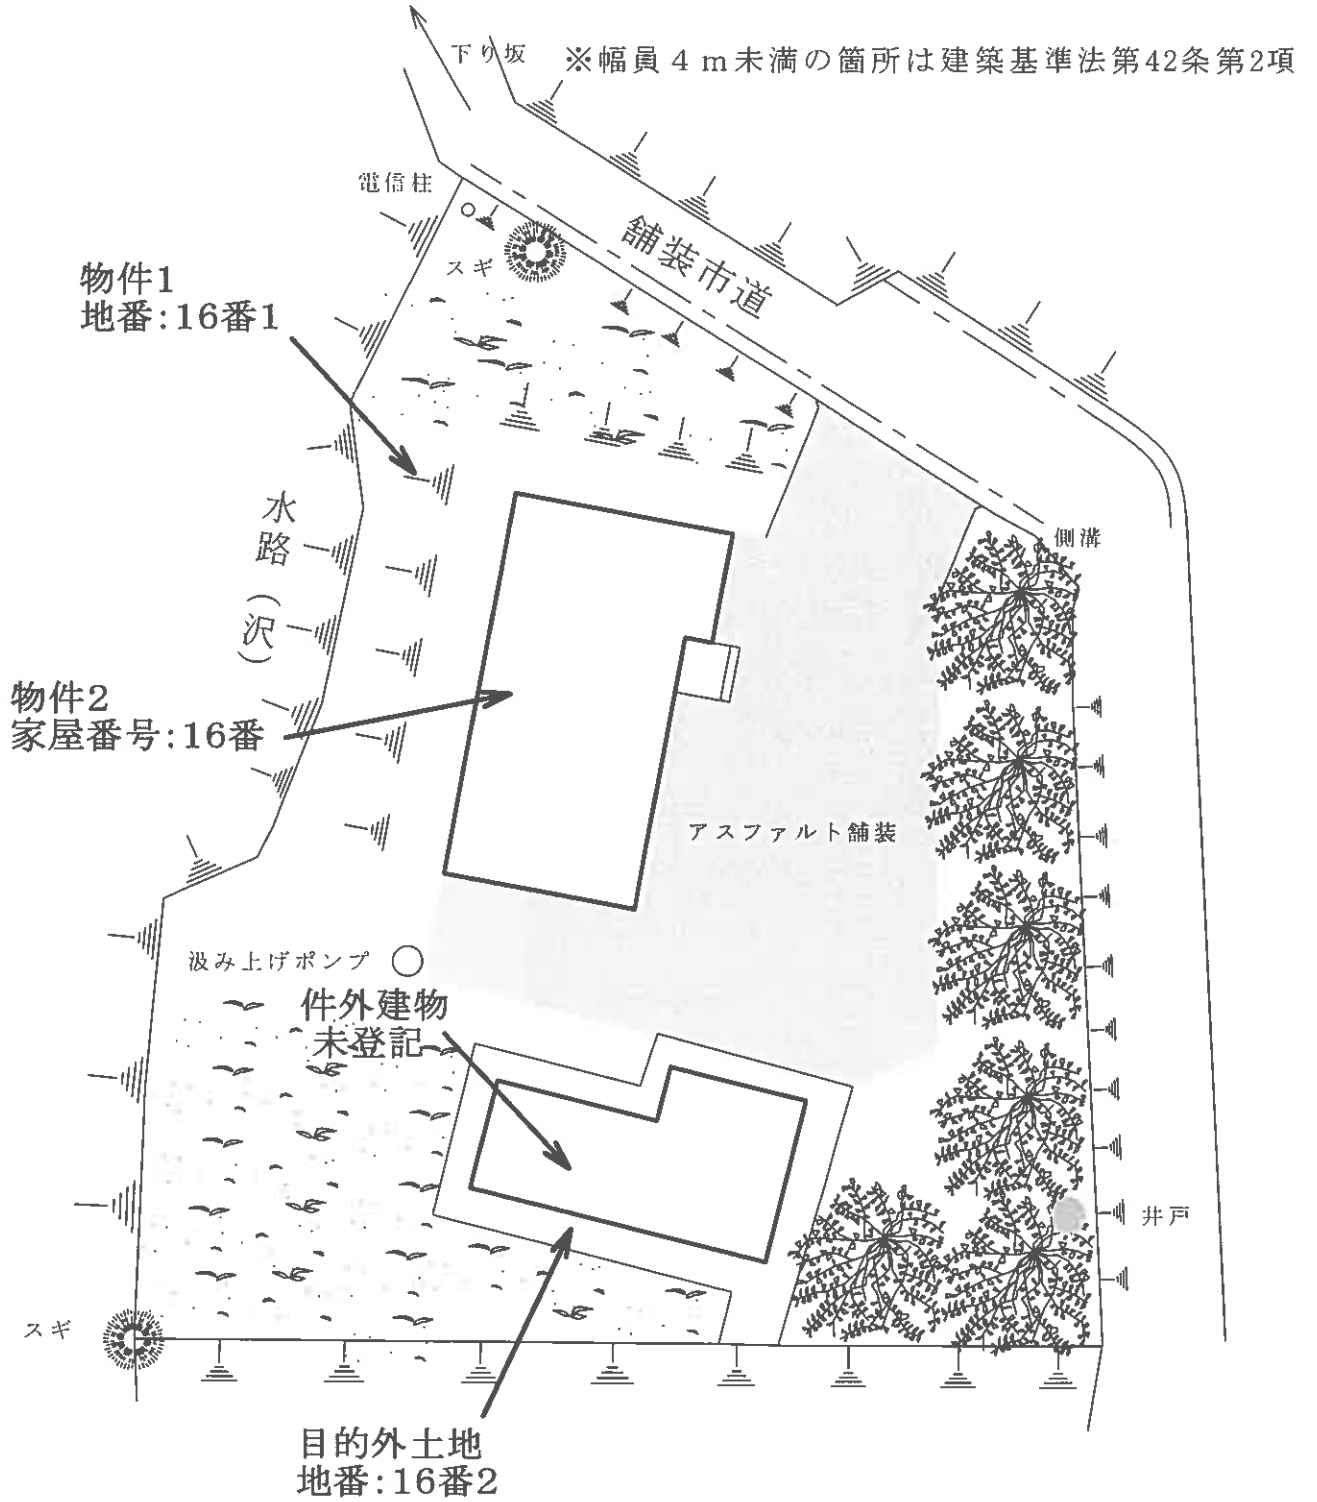 下り坂
※幅員４ｍ未満の箇所は建築基準法第42条第2項
電信柱
スギ
舗装市道
物件1
地番:16番1
側溝
水路(沢)
物件2
家屋番号:16番
アスファルト舗装
汲み上げポンプ
件外建物
未登記
井戸
スギ
目的外土地
地番:16番2